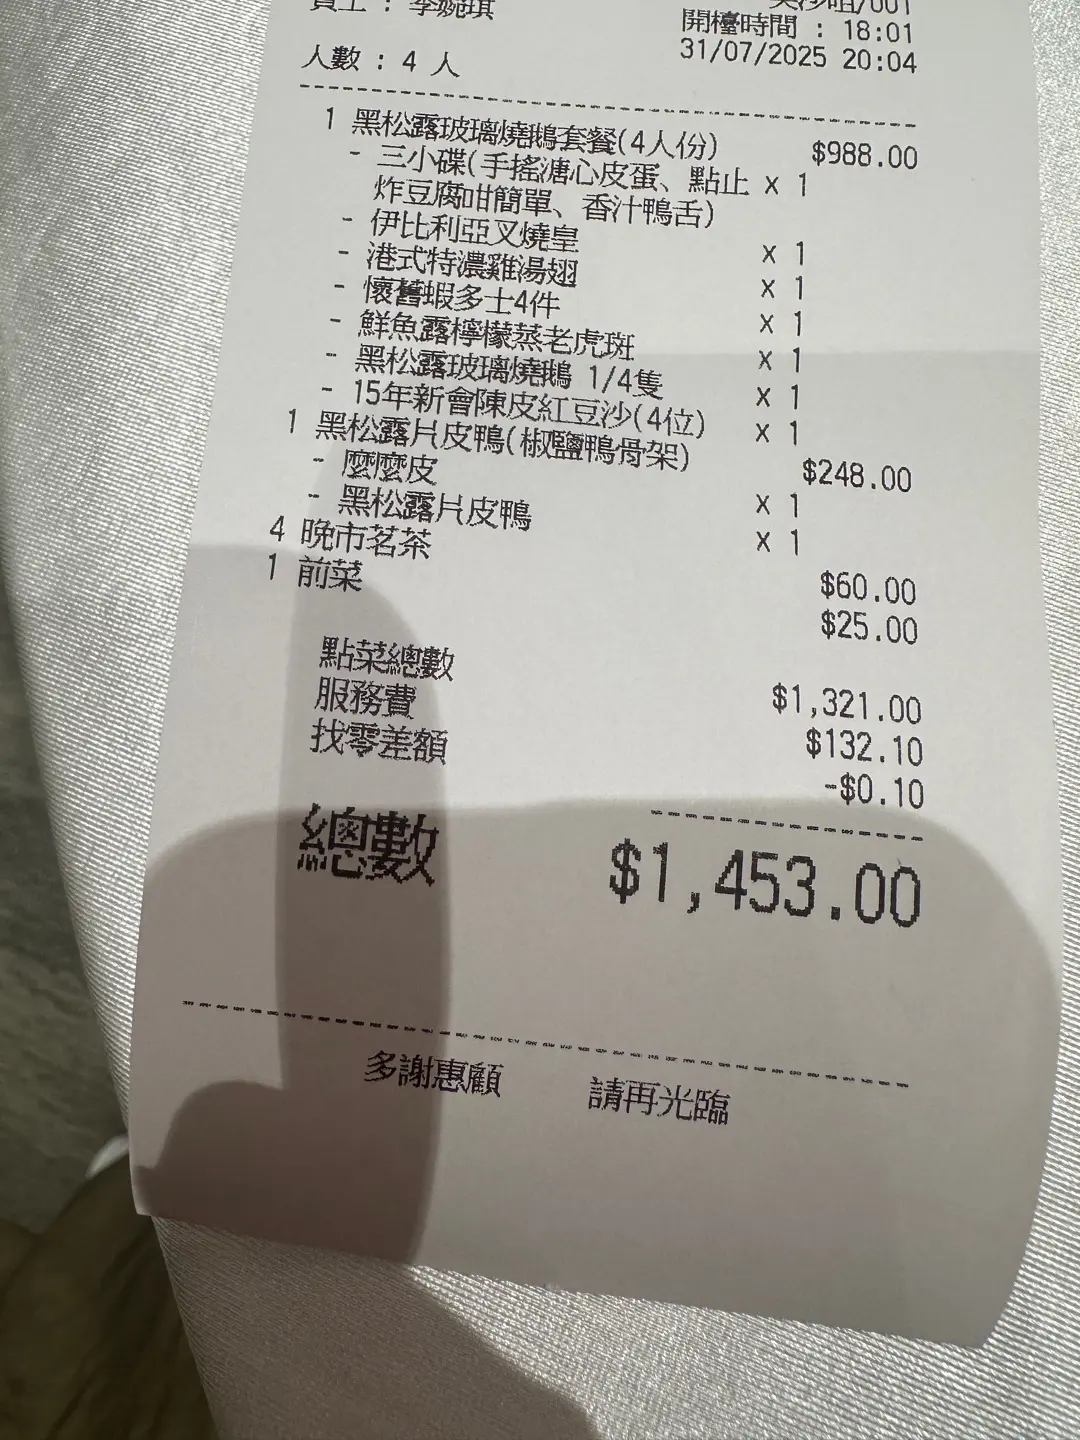 員工 : 李婉琪
尖沙咀/001
開檯時間 : 18:01
31/07/2025 20:04
人數 : 4 人
1 黑松露玻璃燒鵝套餐(4人份) $988.00
- 三小碟(手搖溏心皮蛋、點止 x 1
炸豆腐咁簡單、香汁鴨舌)
- 伊比利亞叉燒皇 x 1
- 港式特濃雞湯翅 x 1
- 懷舊蝦多士4件 x 1
- 鮮魚露檸檬蒸老虎斑 x 1
- 黑松露玻璃燒鵝 1/4隻 x 1
- 15年新會陳皮紅豆沙(4位) x 1
1 黑松露片皮鴨(椒鹽鴨骨架) $248.00
- 麼麼皮 x 1
- 黑松露片皮鴨 x 1
4 晚市茗茶 $60.00
1 前菜 $25.00
點菜總數 $1,321.00
服務費 $132.10
找零差額 -$0.10
總數 $1,453.00
多謝惠顧 請再光臨